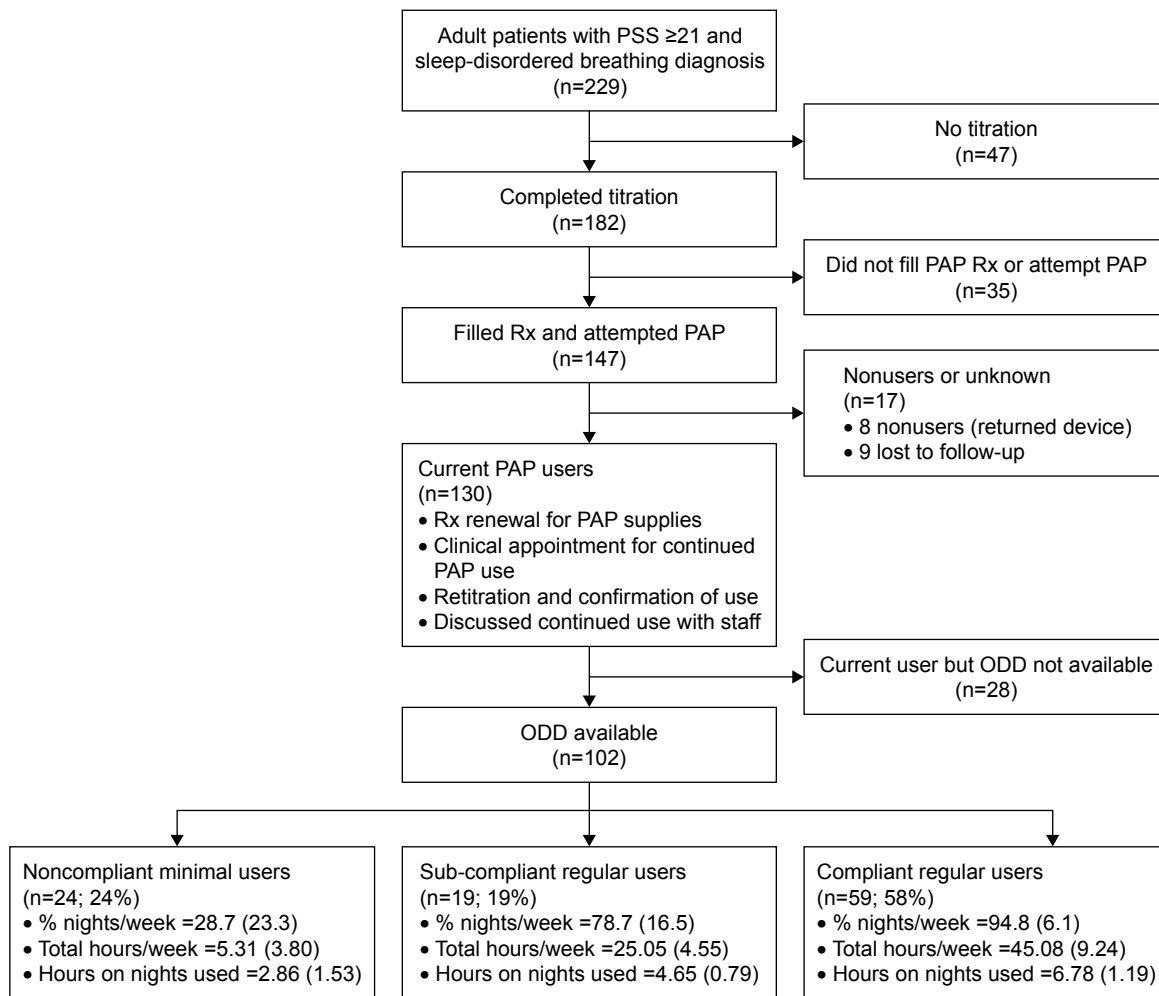 Adult patients with PSS ≥21 and
sleep-disordered breathing diagnosis
(n=229)
No titration
(n=47)
Completed titration
(n=182)
Did not fill PAP Rx or attempt PAP
(n=35)
Filled Rx and attempted PAP
(n=147)
Nonusers or unknown
(n=17)
• 8 nonusers (returned device)
• 9 lost to follow-up
Current PAP users
(n=130)
• Rx renewal for PAP supplies
• Clinical appointment for continued
PAP use
• Retitration and confirmation of use
• Discussed continued use with staff
Current user but ODD not available
(n=28)
ODD available
(n=102)
Noncompliant minimal users
(n=24; 24%)
• % nights/week =28.7 (23.3)
• Total hours/week =5.31 (3.80)
• Hours on nights used =2.86 (1.53)
Sub-compliant regular users
(n=19; 19%)
• % nights/week =78.7 (16.5)
• Total hours/week =25.05 (4.55)
• Hours on nights used =4.65 (0.79)
Compliant regular users
(n=59; 58%)
• % nights/week =94.8 (6.1)
• Total hours/week =45.08 (9.24)
• Hours on nights used =6.78 (1.19)